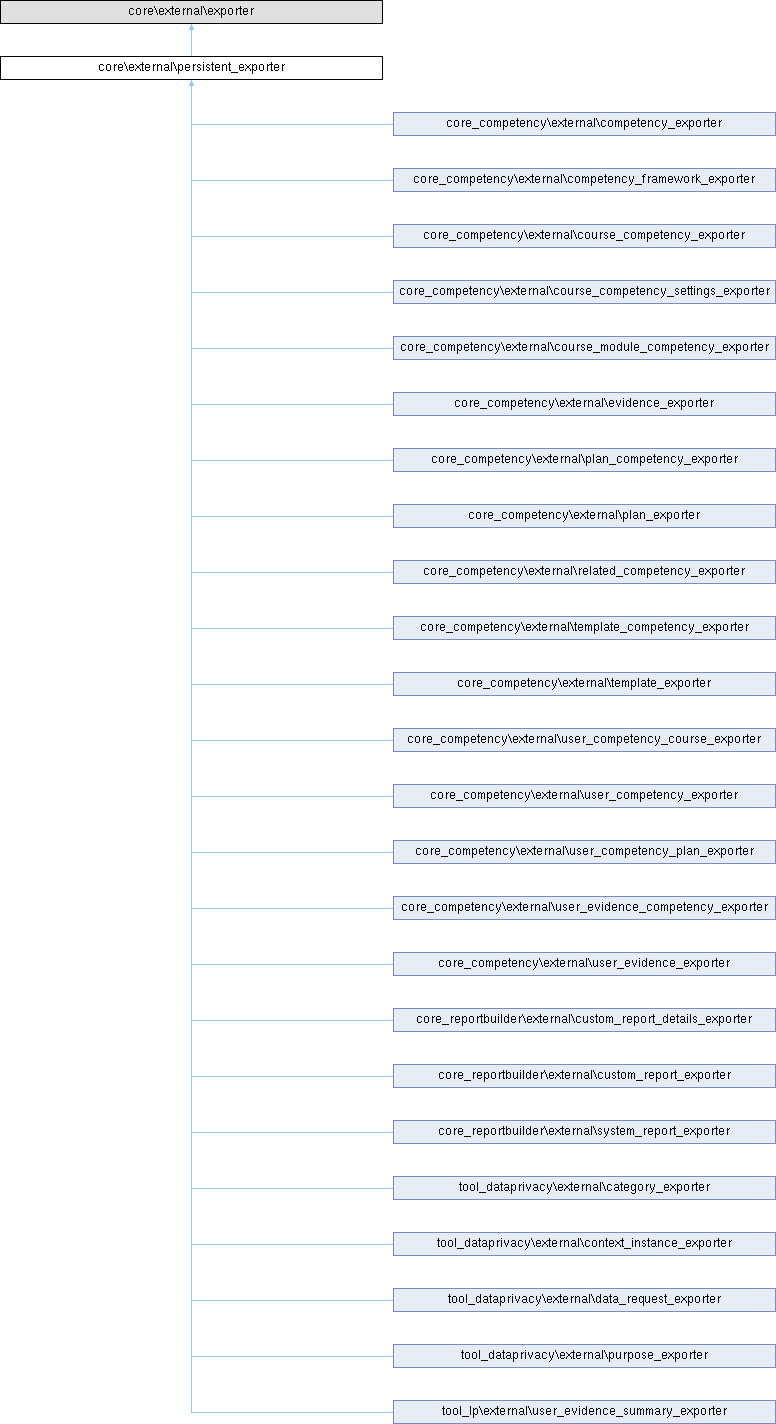 core\external\exporter
core\external\persistent_exporter
core_competency\external\competency_exporter
core_competency\external\competency_framework_exporter
core_competency\external\course_competency_exporter
core_competency\external\course_competency_settings_exporter
core_competency\external\course_module_competency_exporter
core_competency\external\evidence_exporter
core_competency\external\plan_competency_exporter
core_competency\external\plan_exporter
core_competency\external\related_competency_exporter
core_competency\external\template_competency_exporter
core_competency\external\template_exporter
core_competency\external\user_competency_course_exporter
core_competency\external\user_competency_exporter
core_competency\external\user_competency_plan_exporter
core_competency\external\user_evidence_competency_exporter
core_competency\external\user_evidence_exporter
core_reportbuilder\external\custom_report_details_exporter
core_reportbuilder\external\custom_report_exporter
core_reportbuilder\external\system_report_exporter
tool_dataprivacy\external\category_exporter
tool_dataprivacy\external\context_instance_exporter
tool_dataprivacy\external\data_request_exporter
tool_dataprivacy\external\purpose_exporter
tool_lp\external\user_evidence_summary_exporter